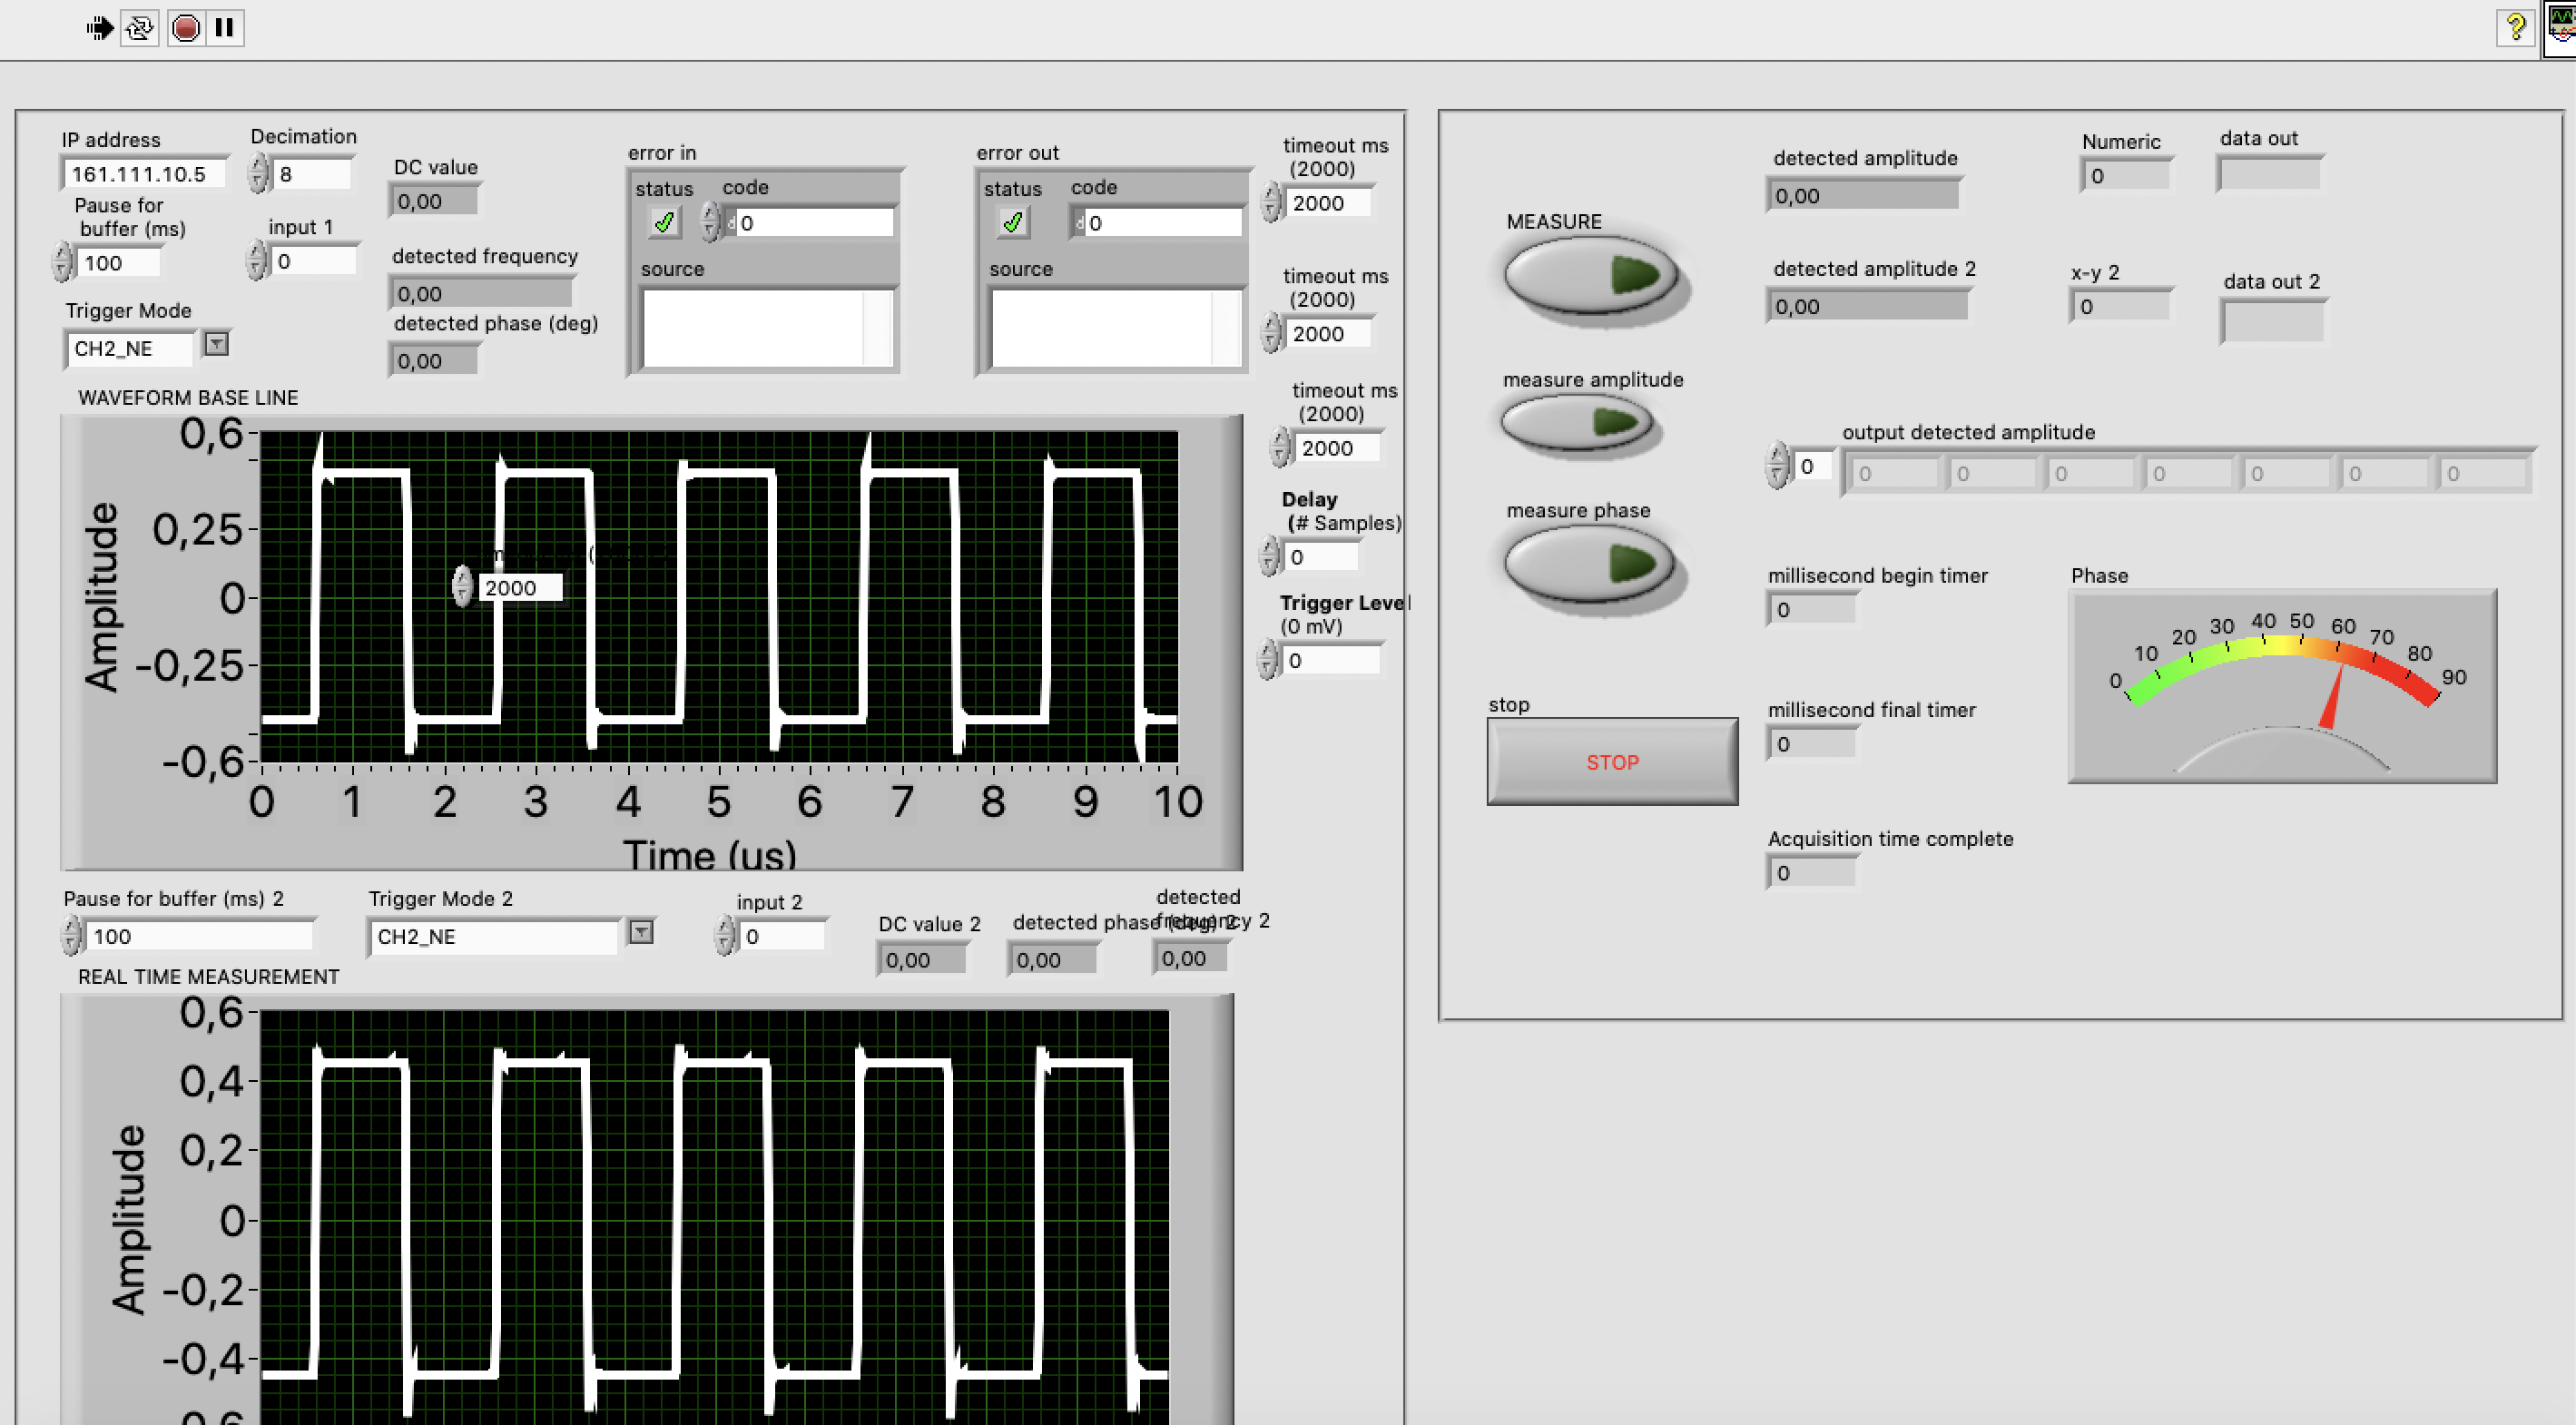 IP address
161.111.10.5
Decimation
8
Pause for
buffer (ms)
100
input 1
0
Trigger Mode
CH2_NE
DC value
0,00
detected frequency
0,00
detected phase (deg)
0,00
error in
status
code
d 0
source
error out
status
code
d 0
source
timeout ms
(2000)
2000
timeout ms
(2000)
2000
timeout ms
(2000)
2000
Delay
(# Samples)
0
Trigger Level
(0 mV)
0
WAVEFORM BASE LINE
0,6
0,25
0
-0,25
-0,6
Amplitude
2000
0 1 2 3 4 5 6 7 8 9 10
Time (us)
Pause for buffer (ms) 2
100
Trigger Mode 2
CH2_NE
input 2
0
DC value 2
0,00
detected phase (deg) 2
0,00
detected
frequency 2
0,00
REAL TIME MEASUREMENT
0,6
0,4
0,2
0
-0,2
-0,4
Amplitude
MEASURE
measure amplitude
measure phase
stop
STOP
detected amplitude
0,00
detected amplitude 2
0,00
Numeric
0
data out
x-y 2
0
data out 2
output detected amplitude
0
0 0 0 0 0 0 0
millisecond begin timer
0
millisecond final timer
0
Acquisition time complete
0
Phase
0 10 20 30 40 50 60 70 80 90